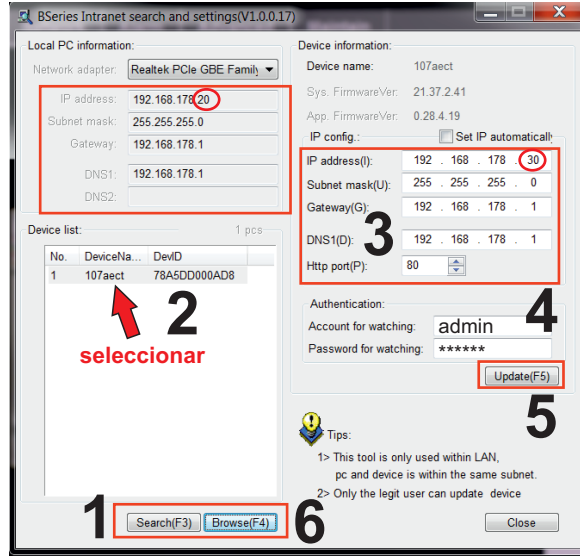 BSeries Intranet search and settings(V1.0.0.17)
Local PC information:
Network adapter: Realtek PCIe GBE Family
IP address: 192.168.178.20
Subnet mask: 255.255.255.0
Gateway: 192.168.178.1
DNS1: 192.168.178.1
DNS2:
Device list: 1 pcs
No. DeviceNa... DevID
1 107aect 78A5DD000AD8
2
seleccionar
1 Search(F3) Browse(F4) 6
Device information:
Device name: 107aect
Sys. FirmwareVer: 21.37.2.41
App. FirmwareVer: 0.28.4.19
IP config.: Set IP automatically
IP address(I): 192 . 168 . 178 . 30
Subnet mask(U): 255 . 255 . 255 . 0
Gateway(G): 192 . 168 . 178 . 1
3
DNS1(D): 192 . 168 . 178 . 1
Http port(P): 80
Authentication:
4
Account for watching: admin
Password for watching: ******
Update(F5)
5
Tips:
1> This tool is only used within LAN,
pc and device is within the same subnet.
2> Only the legit user can update device
Close